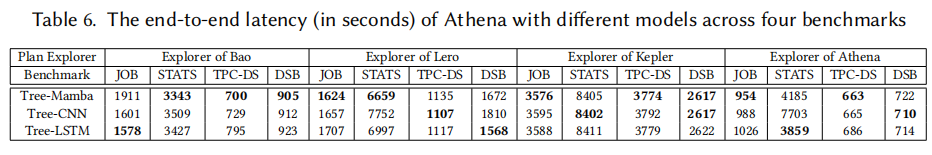 Table 6. The end-to-end latency (in seconds) of Athena with different models across four benchmarks
Plan Explorer Explorer of Bao Explorer of Lero Explorer of Kepler Explorer of Athena
Benchmark JOB STATS TPC-DS DSB JOB STATS TPC-DS DSB JOB STATS TPC-DS DSB JOB STATS TPC-DS DSB
Tree-Mamba 1911 3343 700 905 1624 6659 1135 1672 3576 8405 3774 2617 954 4185 663 722
Tree-CNN 1601 3509 729 912 1657 7752 1107 1810 3595 8402 3792 2617 988 7703 665 710
Tree-LSTM 1578 3427 795 923 1707 6997 1117 1568 3588 8411 3779 2622 1026 3859 686 714